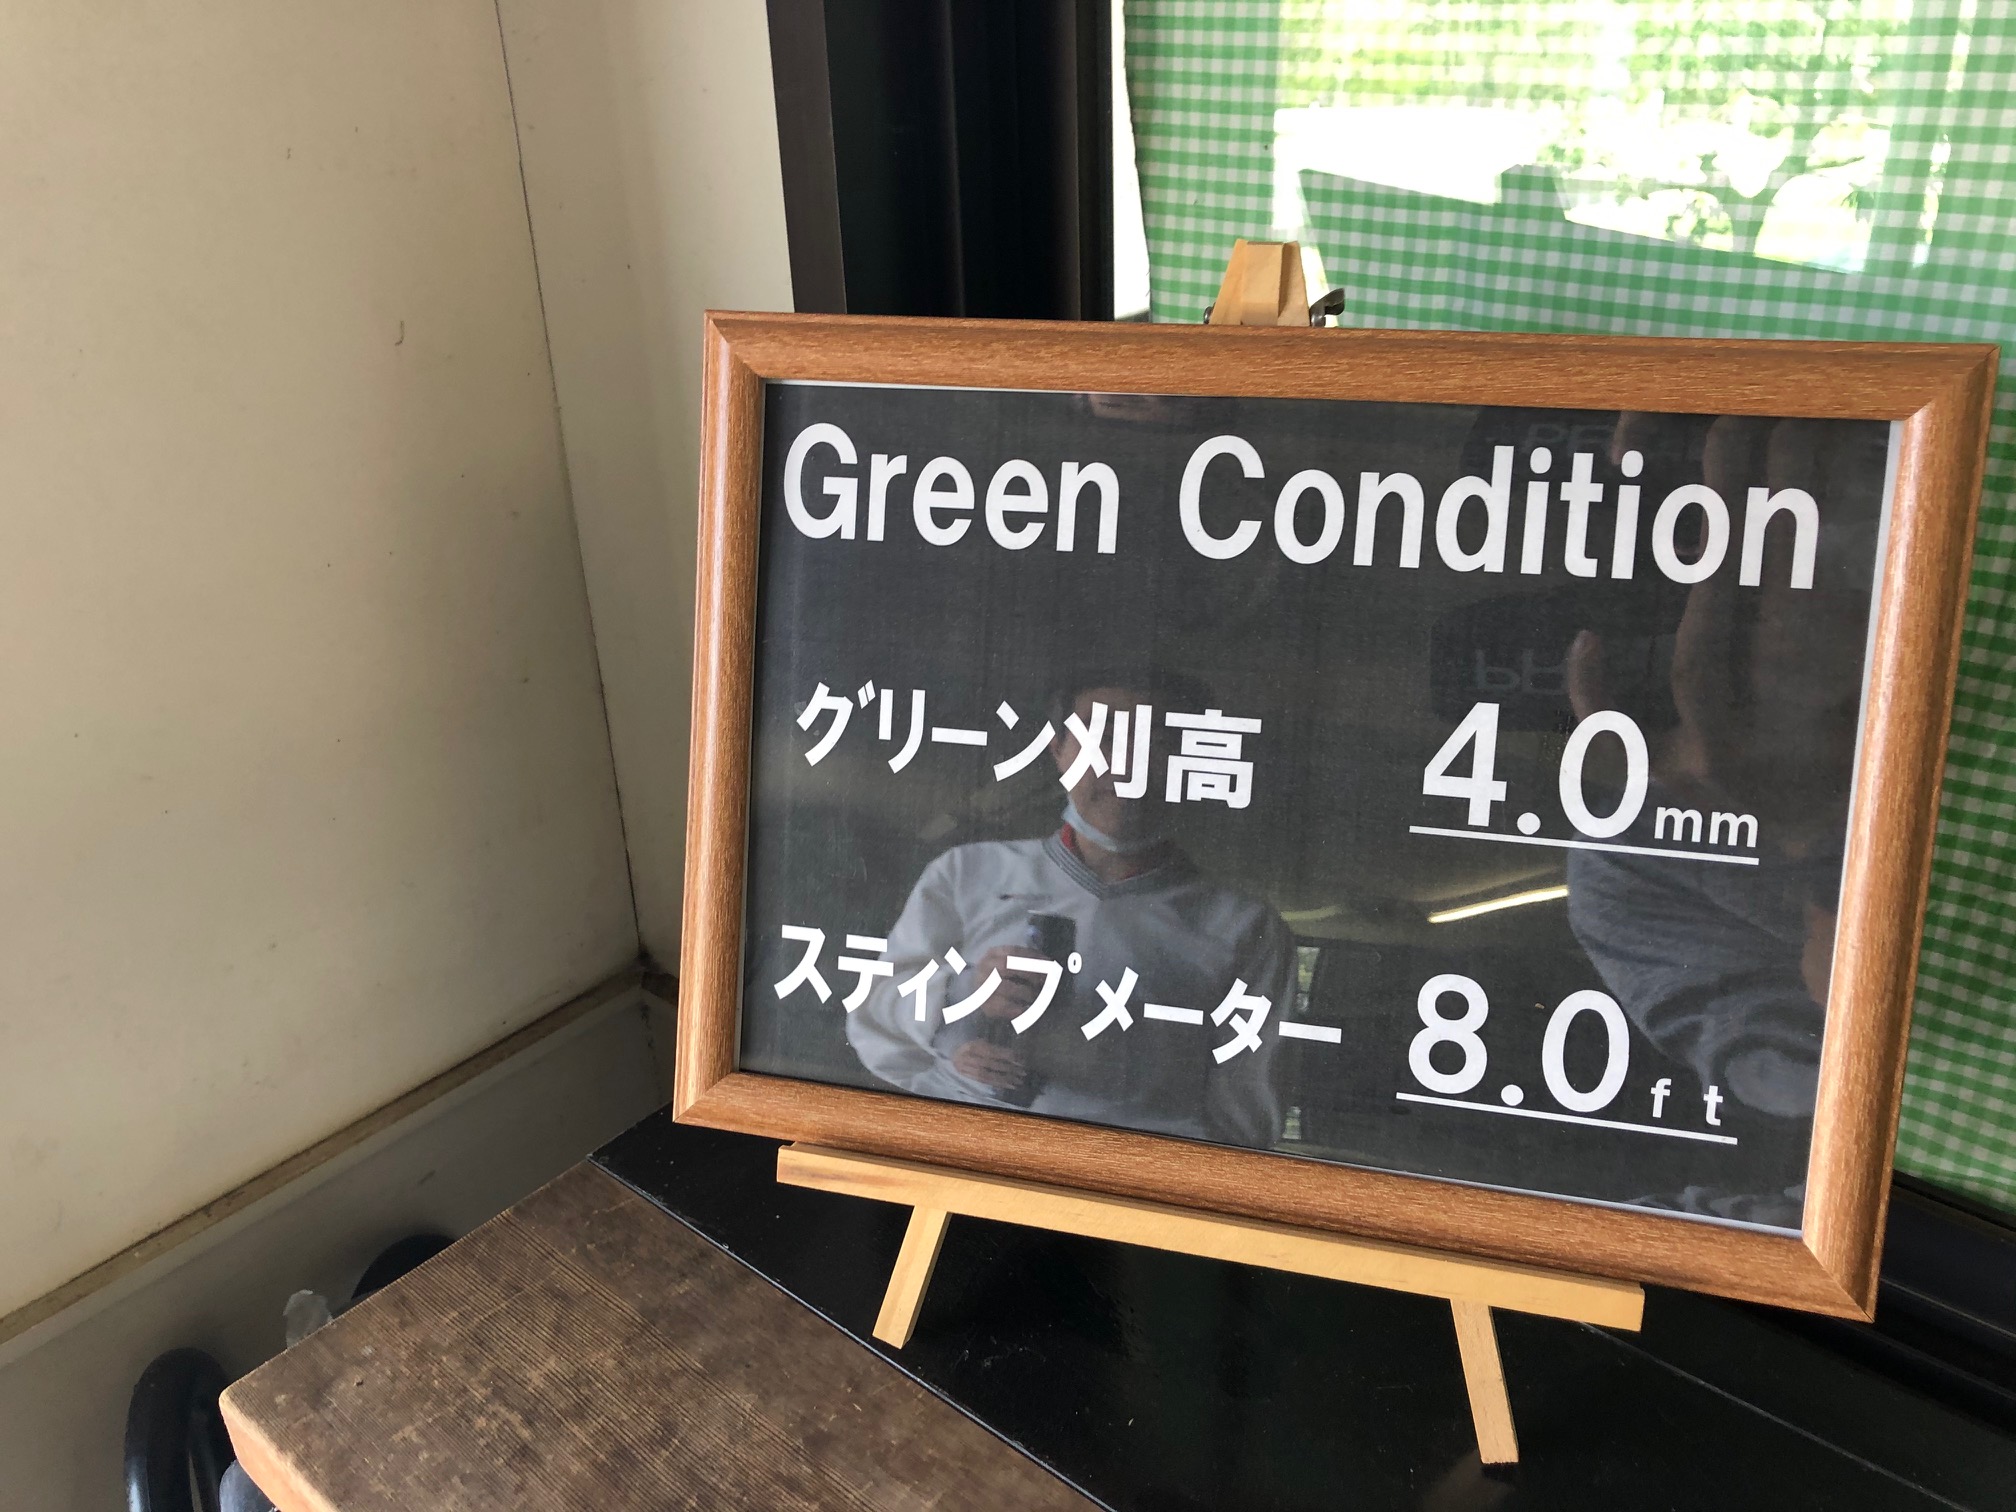 Green Condition
グリーン刈高 4.0mm
スティンプメーター 8.0ft